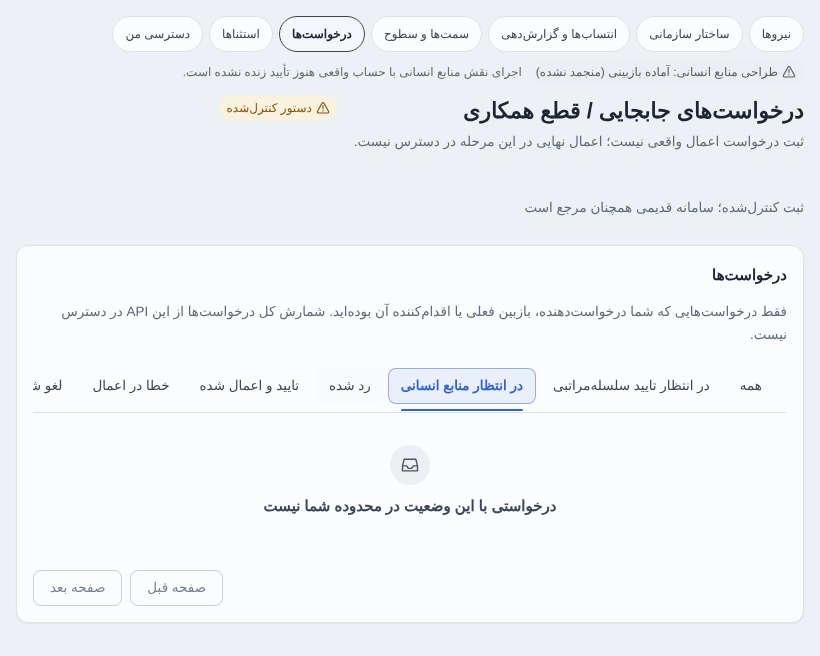 نیروها
ساختار سازمانی
انتساب‌ها و گزارش‌دهی
سمت‌ها و سطوح
درخواست‌ها
استثناها
دسترسی من
طراحی منابع انسانی: آماده بازبینی (منجمد نشده)
اجرای نقش منابع انسانی با حساب واقعی هنوز تأیید زنده نشده است.
درخواست‌های جابجایی / قطع همکاری
دستور کنترل‌شده
ثبت درخواست اعمال واقعی نیست؛ اعمال نهایی در این مرحله در دسترس نیست.
ثبت کنترل‌شده؛ سامانه قدیمی همچنان مرجع است
درخواست‌ها
فقط درخواست‌هایی که شما درخواست‌دهنده، بازبین فعلی یا اقدام‌کننده آن بوده‌اید. شمارش کل درخواست‌ها از این API در دسترس
نیست.
همه
در انتظار تایید سلسله‌مراتبی
در انتظار منابع انسانی
رد شده
تایید و اعمال شده
خطا در اعمال
لغو ش
درخواستی با این وضعیت در محدوده شما نیست
صفحه قبل
صفحه بعد